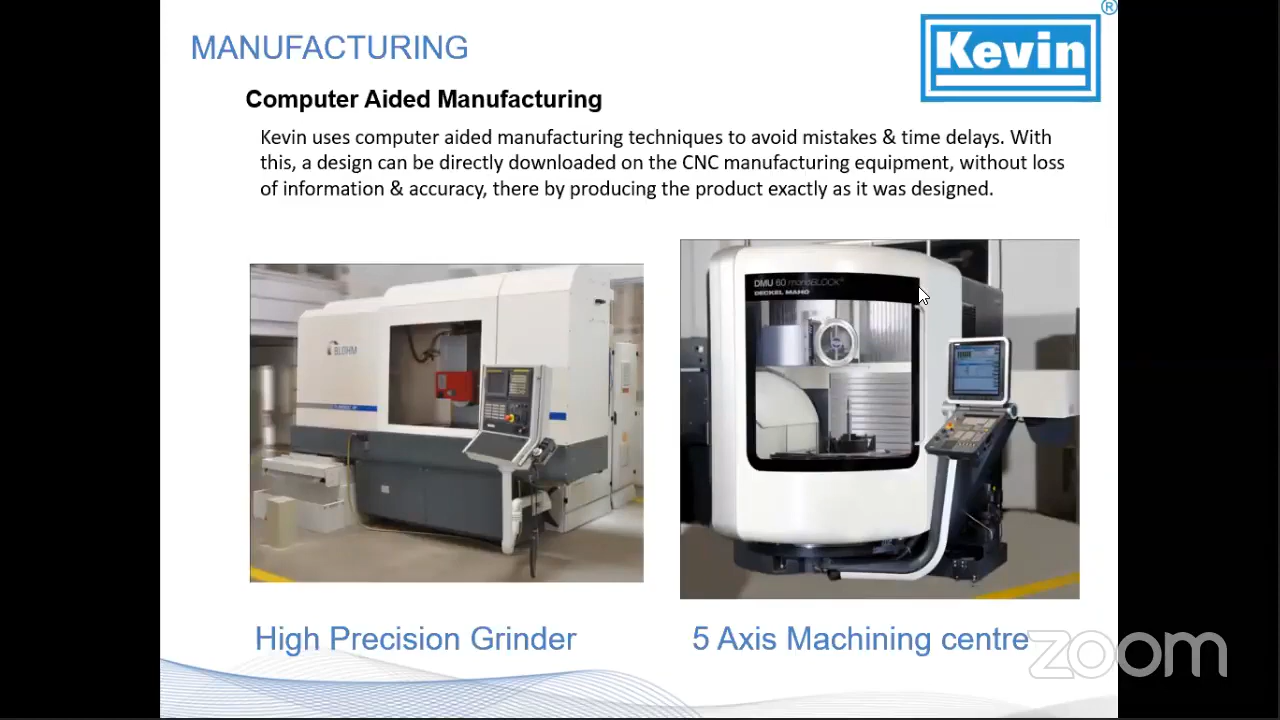 MANUFACTURING
Kevin
®
Computer Aided Manufacturing
Kevin uses computer aided manufacturing techniques to avoid mistakes & time delays. With
this, a design can be directly downloaded on the CNC manufacturing equipment, without loss
of information & accuracy, there by producing the product exactly as it was designed.
BLOHM
DMU 60 monoBLOCK®
DECKEL MAHO
High Precision Grinder
5 Axis Machining centre
zoom